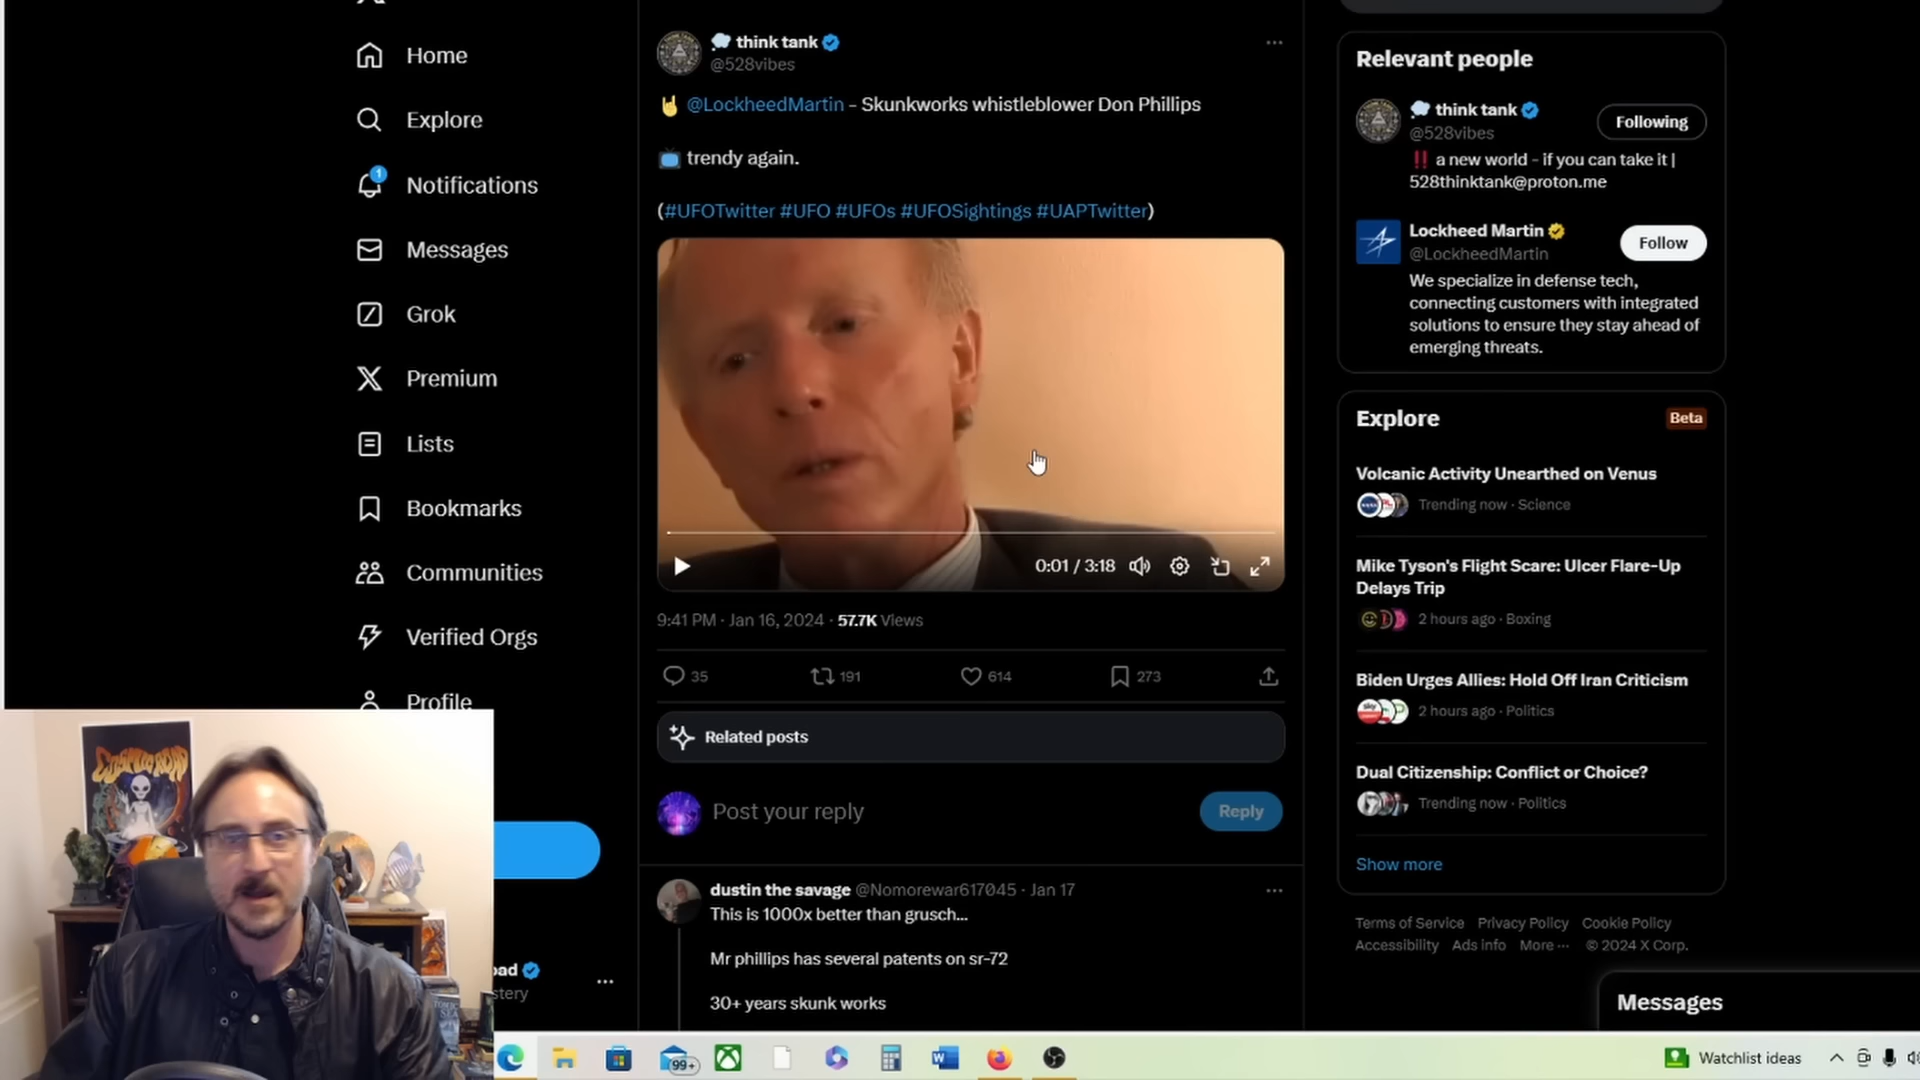 Home
Explore
1
Notifications
Messages
Grok
Premium
Lists
Bookmarks
Communities
Verified Orgs
Profile
think tank
@528vibes
@LockheedMartin - Skunkworks whistleblower Don Phillips
trendy again.
(#UFOTwitter #UFO #UFOs #UFOSightings #UAPTwitter)
0:01 / 3:18
9:41 PM · Jan 16, 2024 · 57.7K Views
35
191
614
273
Related posts
Post your reply
Reply
dustin the savage @Nomorewar617045 · Jan 17
This is 1000x better than grusch...
Mr phillips has several patents on sr-72
30+ years skunk works
Relevant people
think tank
Following
@528vibes
a new world - if you can take it |
528thinktank@proton.me
Lockheed Martin
Follow
@LockheedMartin
We specialize in defense tech,
connecting customers with integrated
solutions to ensure they stay ahead of
emerging threats.
Explore
Beta
Volcanic Activity Unearthed on Venus
Trending now · Science
Mike Tyson's Flight Scare: Ulcer Flare-Up
Delays Trip
2 hours ago · Boxing
Biden Urges Allies: Hold Off Iran Criticism
2 hours ago · Politics
Dual Citizenship: Conflict or Choice?
Trending now · Politics
Show more
Terms of Service Privacy Policy Cookie Policy
Accessibility Ads info More ··· © 2024 X Corp.
Messages
COSMIC ROAD
oad
stery
99+
Watchlist ideas